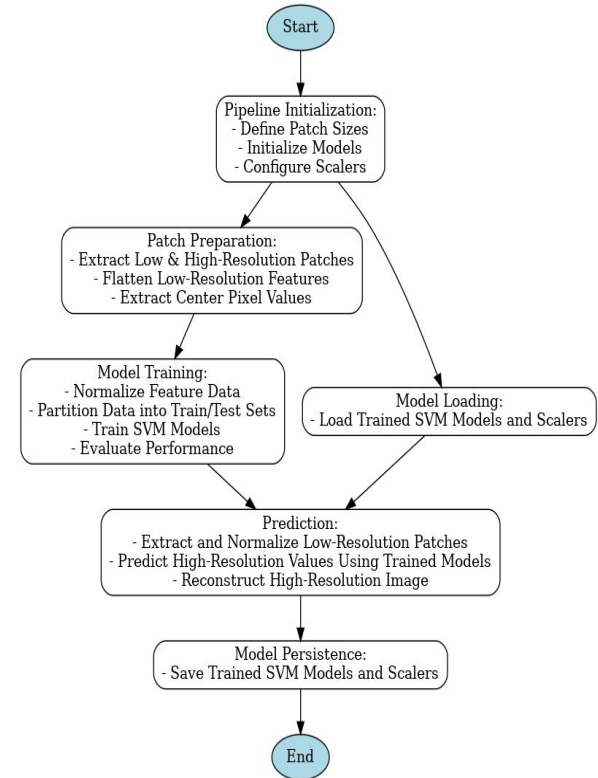 Start
Pipeline Initialization:
- Define Patch Sizes
- Initialize Models
- Configure Scalers
Patch Preparation:
- Extract Low & High-Resolution Patches
- Flatten Low-Resolution Features
- Extract Center Pixel Values
Model Training:
- Normalize Feature Data
- Partition Data into Train/Test Sets
- Train SVM Models
- Evaluate Performance
Model Loading:
- Load Trained SVM Models and Scalers
Prediction:
- Extract and Normalize Low-Resolution Patches
- Predict High-Resolution Values Using Trained Models
- Reconstruct High-Resolution Image
Model Persistence:
- Save Trained SVM Models and Scalers
End